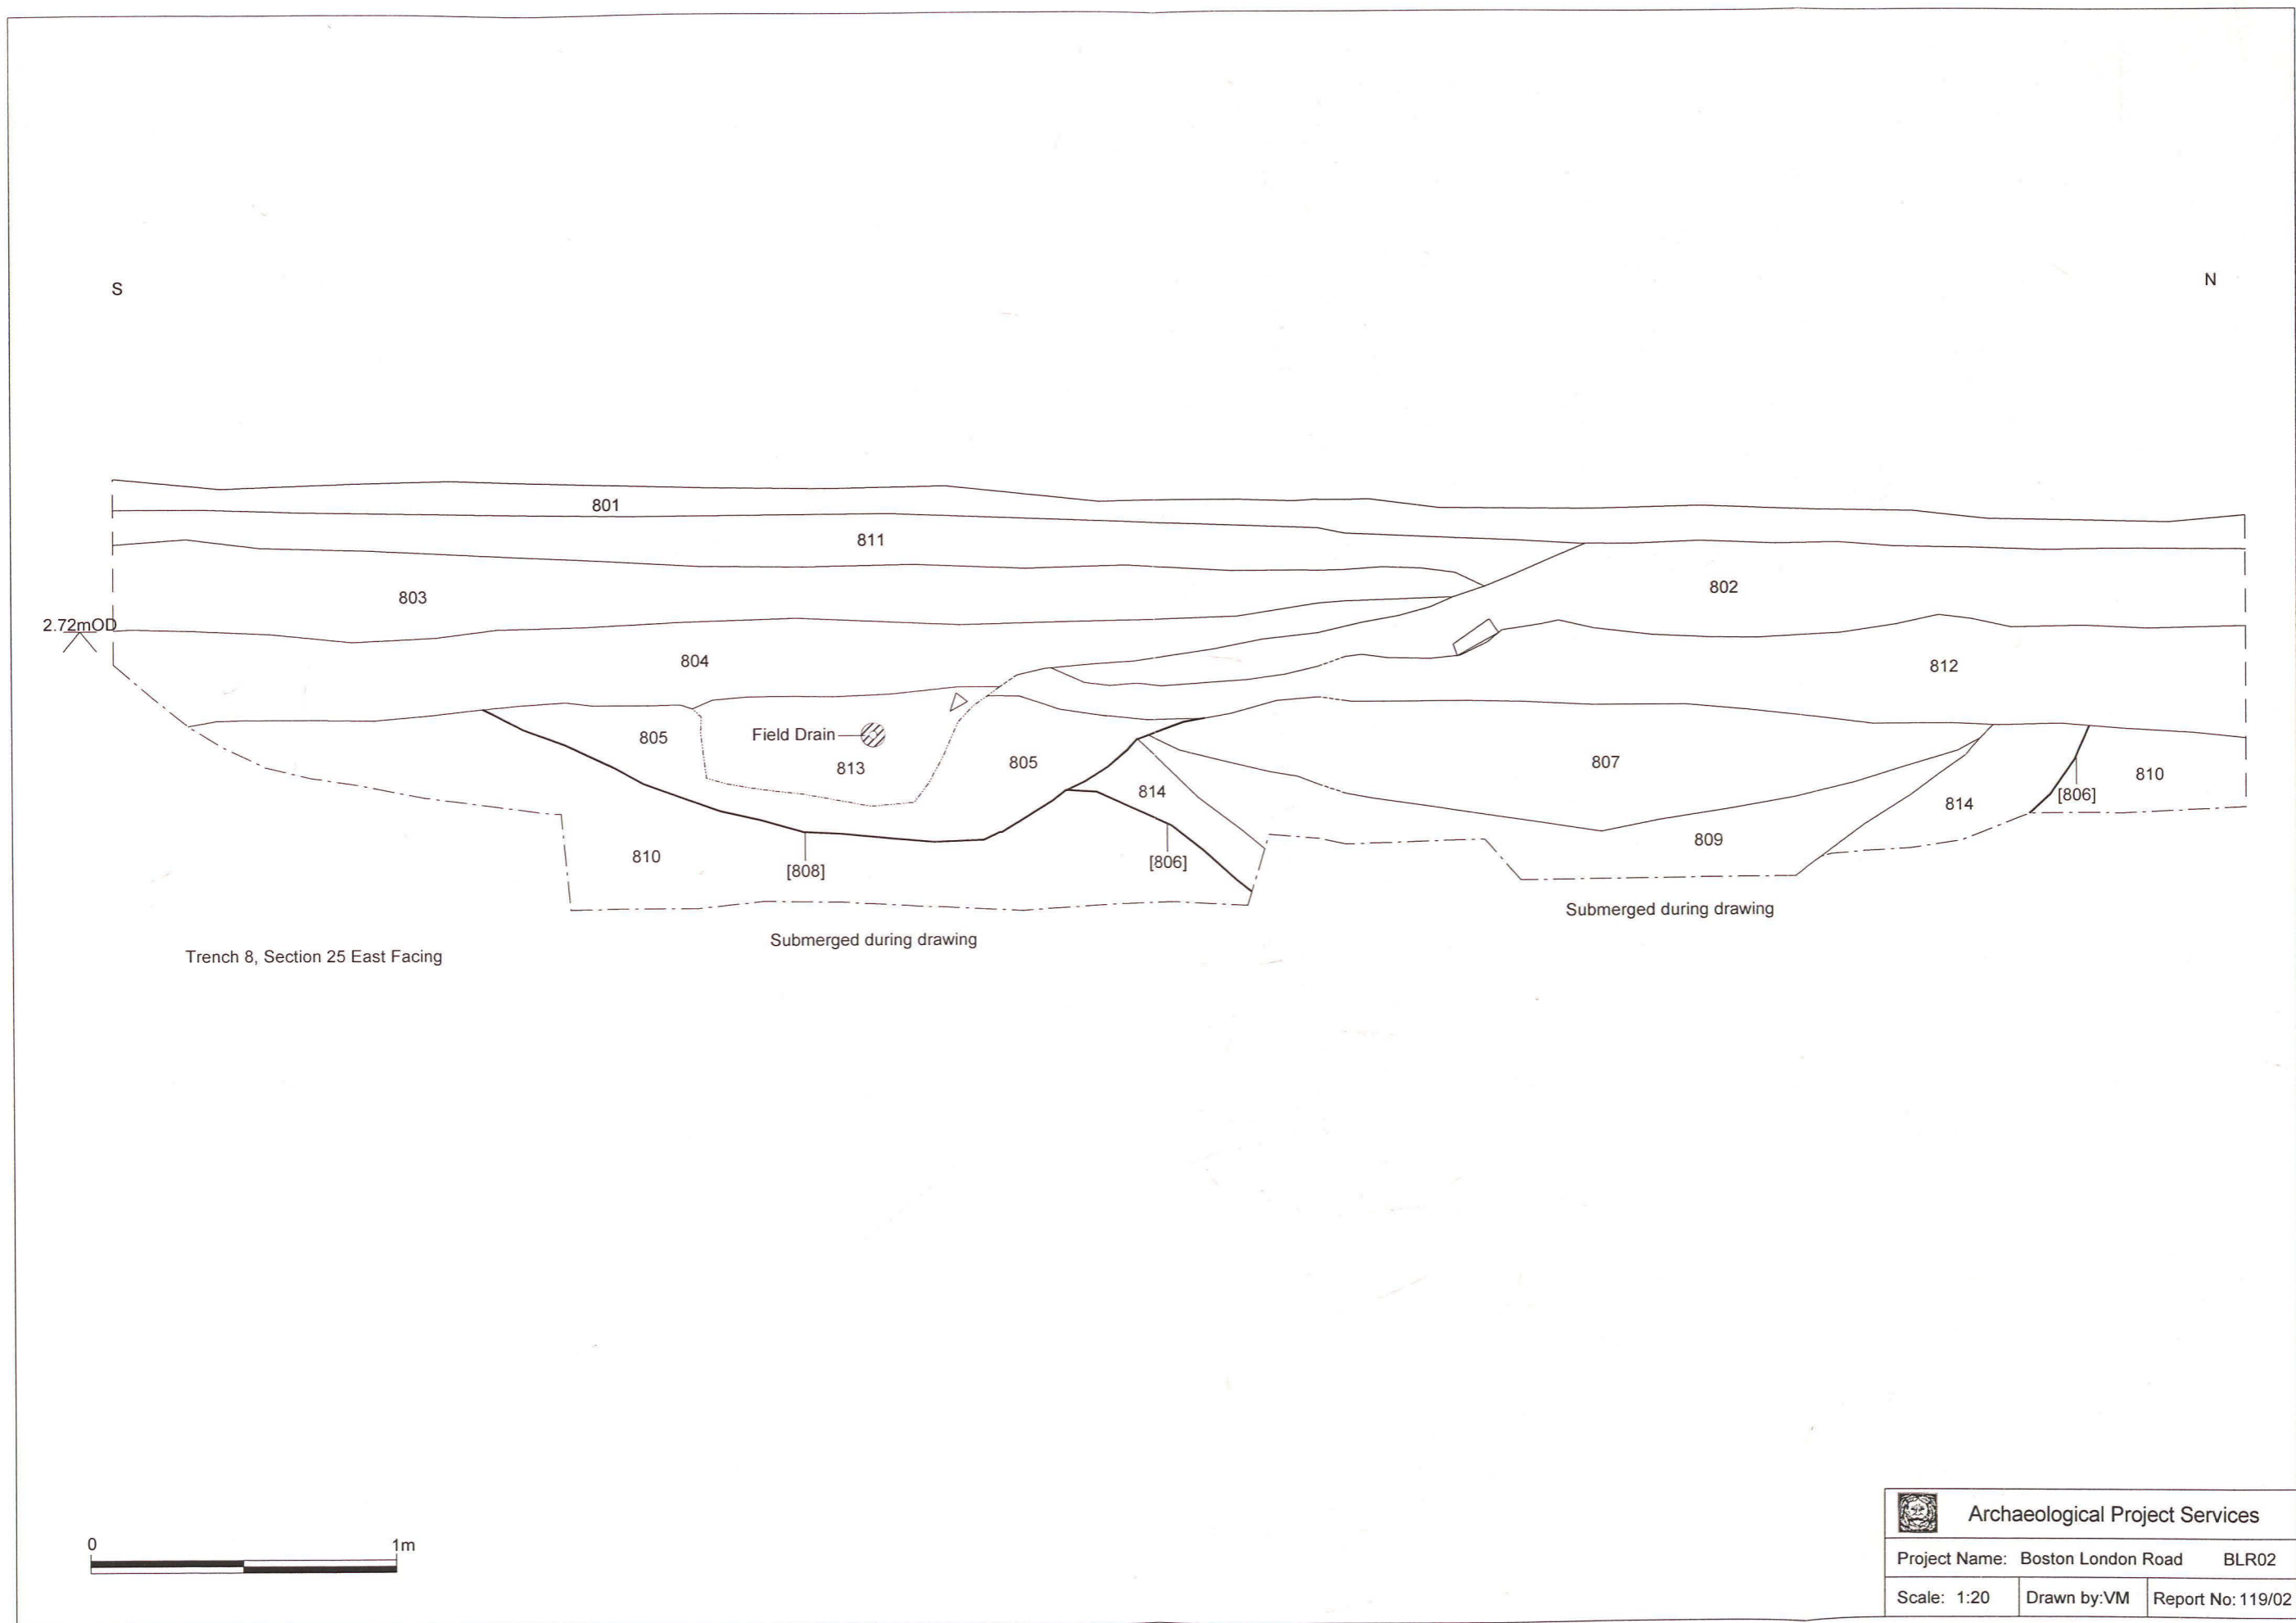 S
N
801
811
803
802
2.72mOD
804
812
805
Field Drain
813
805
807
814
810
[806]
814
810
[808]
[806]
809
Submerged during drawing
Submerged during drawing
Trench 8, Section 25 East Facing
0 1m
Archaeological Project Services
Project Name: Boston London Road BLR02
Scale: 1:20 Drawn by:VM Report No: 119/02